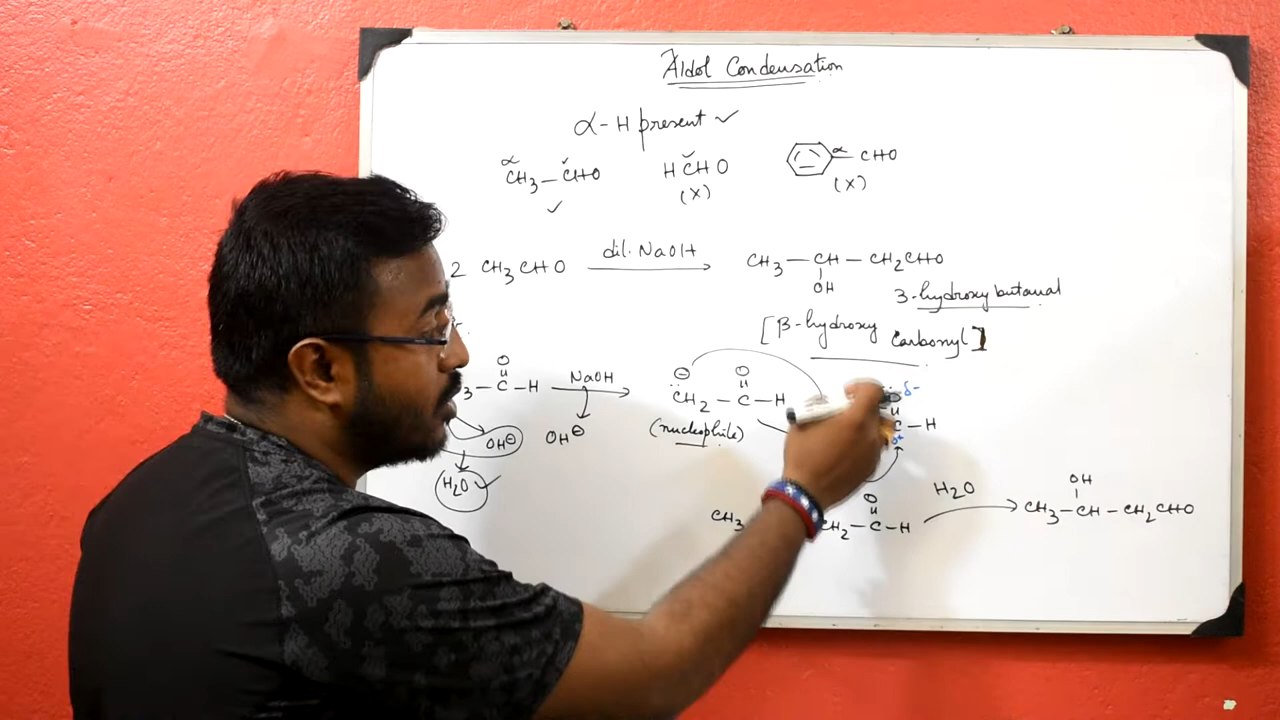 Aldol Condensation
α-H present ✓
α CH3 — CHO ✓
HCHO ✓ (X)
α — CHO (X)
2 CH3CHO dil. NaOH CH3 — CH — CH2CHO
OH
3-hydroxy butanal
[β-hydroxy carbonyl]
O ⊖ O δ-
3 — C — H NaOH CH2 — C — H C — H
OH⊖ OH⊖ (nucleophile) δ+
H2O ✓
O H2O OH
CH3 CH2 — C — H CH3 — CH — CH2CHO